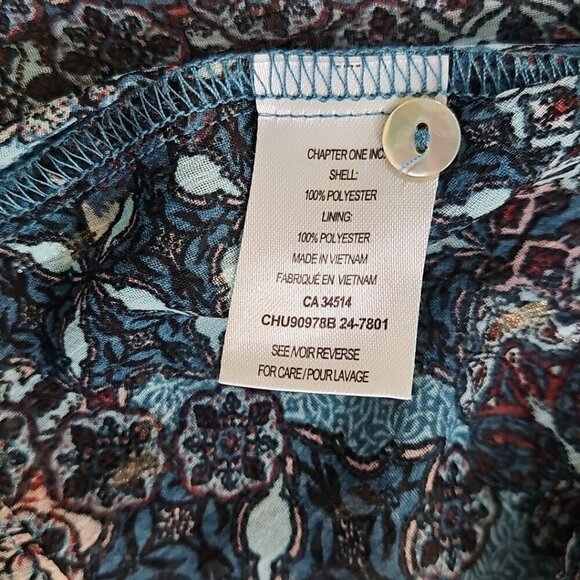 CHAPTER ONE INC.
SHELL:
100% POLYESTER
LINING:
100% POLYESTER
MADE IN VIETNAM
FABRIQUÉ EN VIETNAM
CA 34514
CHU90978B 24-7801
SEE/VOIR REVERSE
FOR CARE/POUR LAVAGE